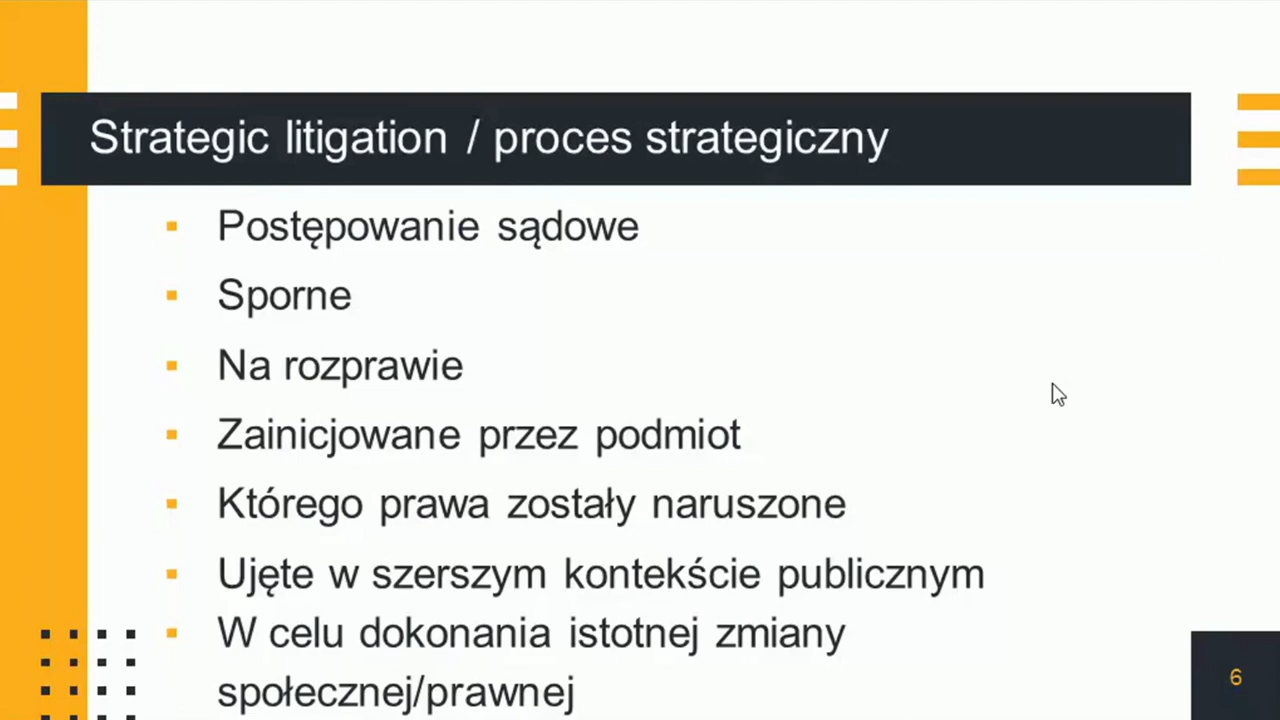 Strategic litigation / proces strategiczny
Postępowanie sądowe
Sporne
Na rozprawie
Zainicjowane przez podmiot
Którego prawa zostały naruszone
Ujęte w szerszym kontekście publicznym
W celu dokonania istotnej zmiany
społecznej/prawnej
6